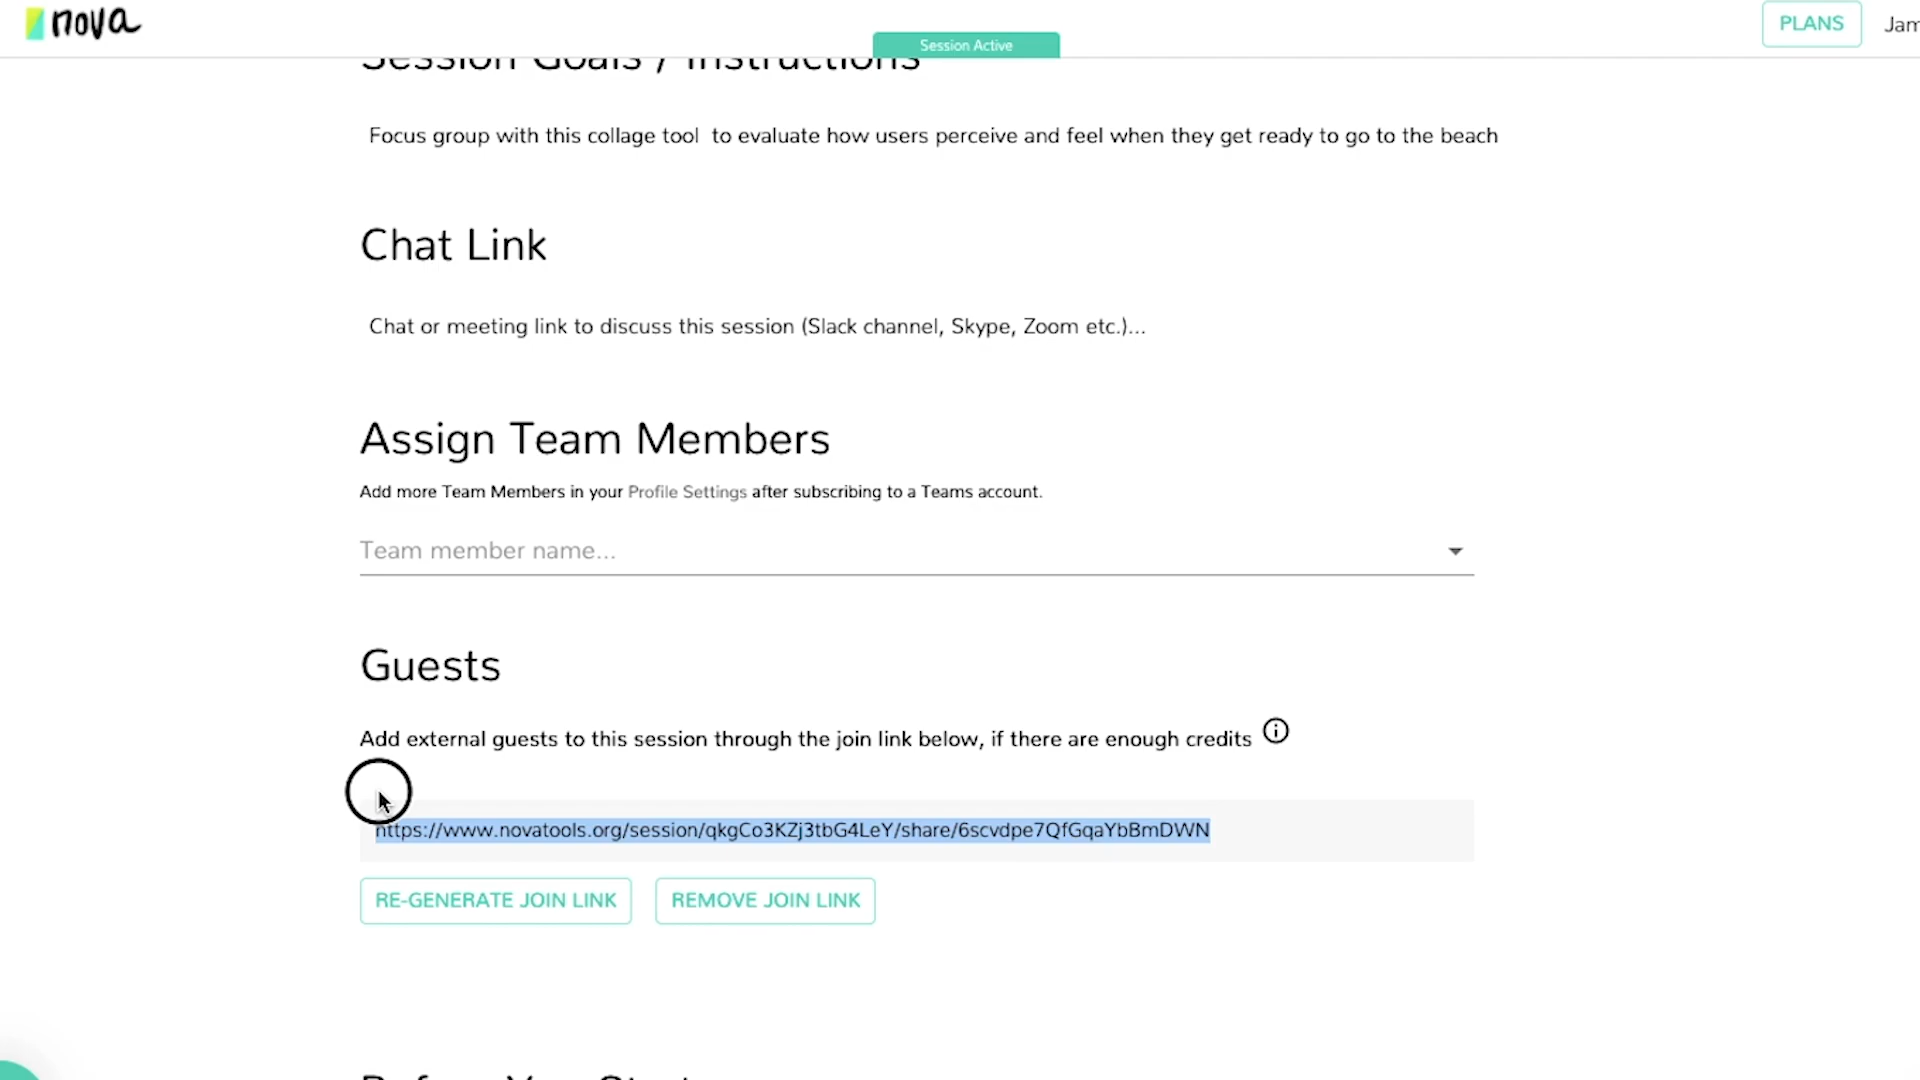 nova
Session Active
PLANS
Jam
Session Goals / Instructions
Focus group with this collage tool to evaluate how users perceive and feel when they get ready to go to the beach
Chat Link
Chat or meeting link to discuss this session (Slack channel, Skype, Zoom etc.)...
Assign Team Members
Add more Team Members in your Profile Settings after subscribing to a Teams account.
Team member name...
Guests
Add external guests to this session through the join link below, if there are enough credits
https://www.novatools.org/session/qkgCo3KZj3tbG4LeY/share/6scvdpe7QfGqaYbBmDWN
RE-GENERATE JOIN LINK
REMOVE JOIN LINK